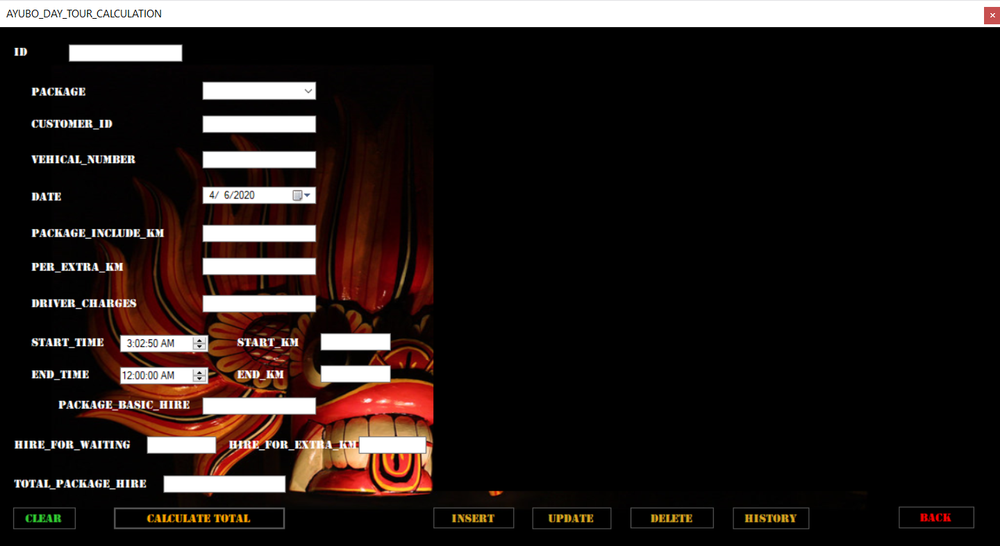 AYUBO_DAY_TOUR_CALCULATION
ID
PACKAGE
CUSTOMER_ID
VEHICAL_NUMBER
DATE 4/ 6/2020
PACKAGE_INCLUDE_KM
PER_EXTRA_KM
DRIVER_CHARGES
START_TIME 3:02:50 AM START_KM
END_TIME 12:00:00 AM END_KM
PACKAGE_BASIC_HIRE
HIRE_FOR_WAITING HIRE_FOR_EXTRA_KM
TOTAL_PACKAGE_HIRE
CLEAR CALCULATE TOTAL INSERT UPDATE DELETE HISTORY BACK